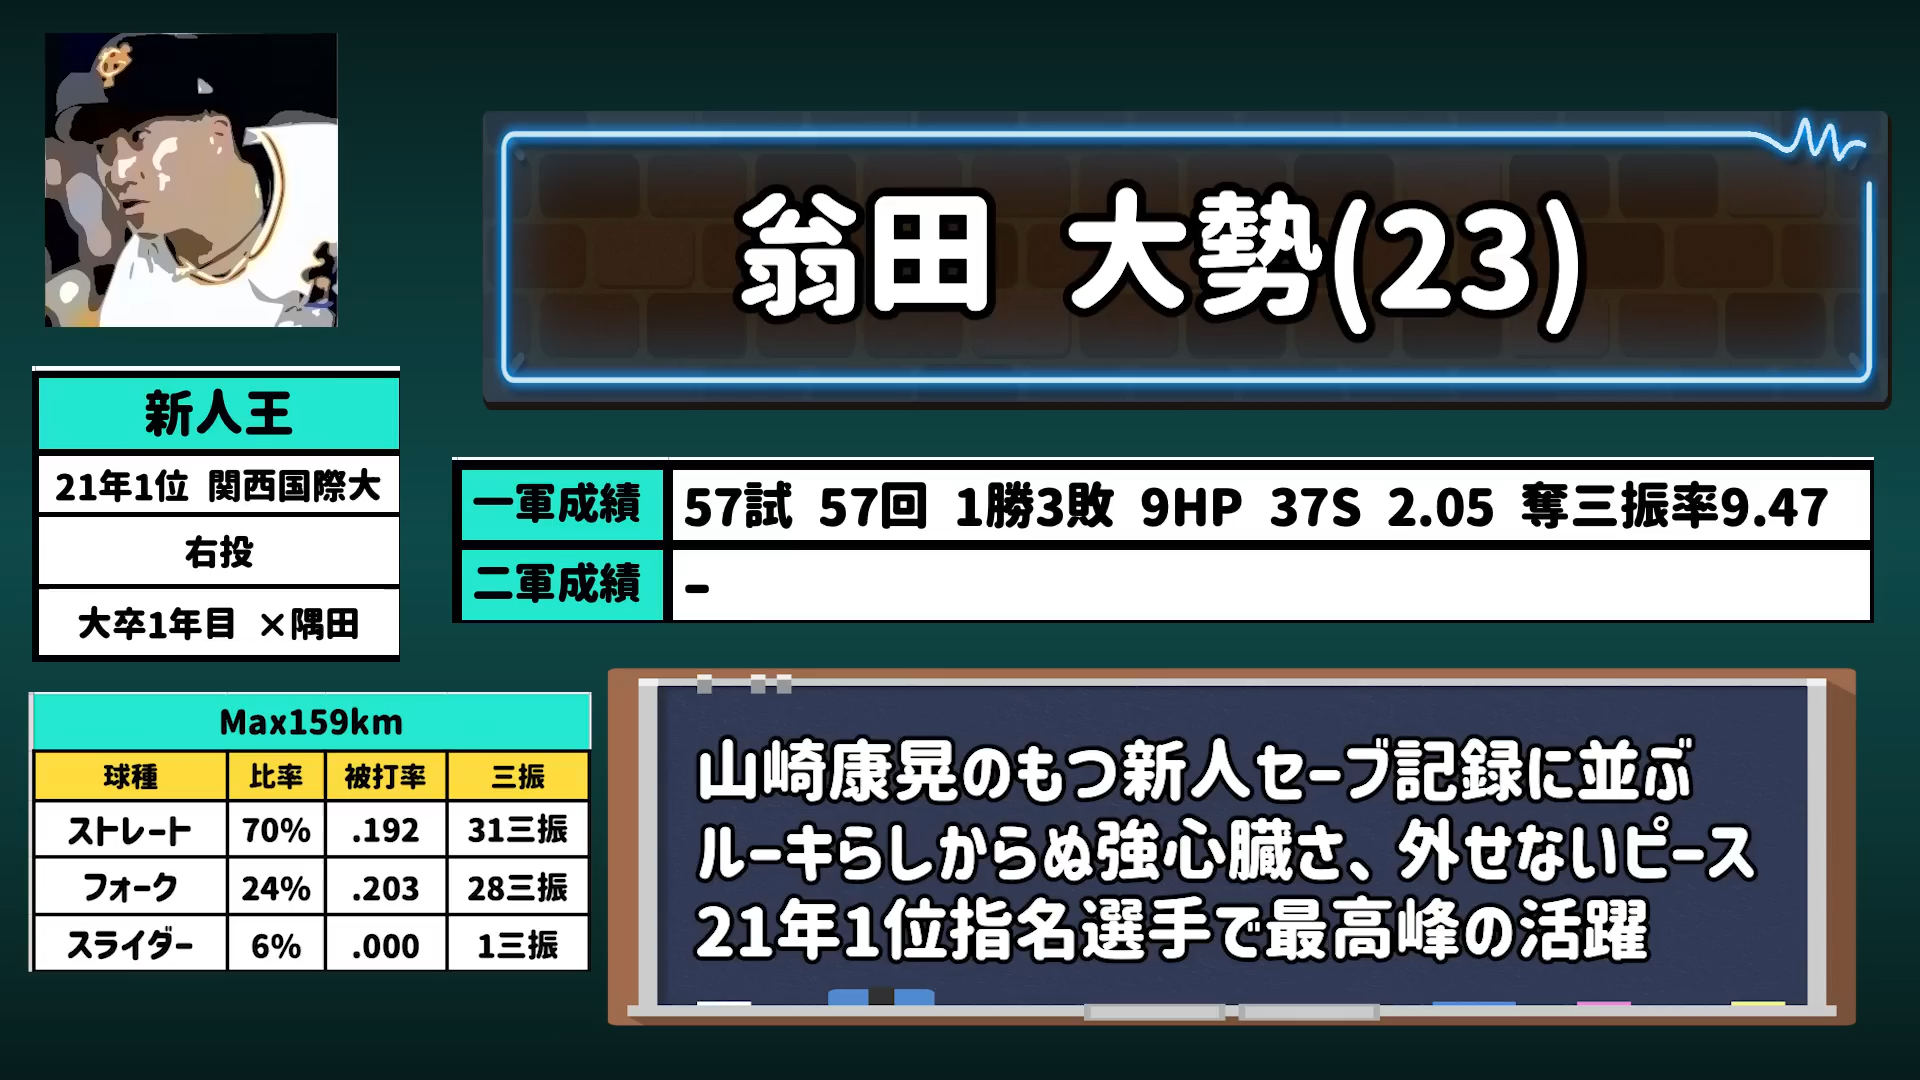 翁田 大勢(23)
新人王
21年1位 関西国際大
右投
大卒1年目 ×隅田
一軍成績 57試 57回 1勝3敗 9HP 37S 2.05 奪三振率9.47
二軍成績 –
Max159km
球種 比率 被打率 三振
ストレート 70% .192 31三振
フォーク 24% .203 28三振
スライダー 6% .000 1三振
山崎康晃のもつ新人セーブ記録に並ぶ
ルーキらしからぬ強心臓さ、外せないピース
21年1位指名選手で最高峰の活躍